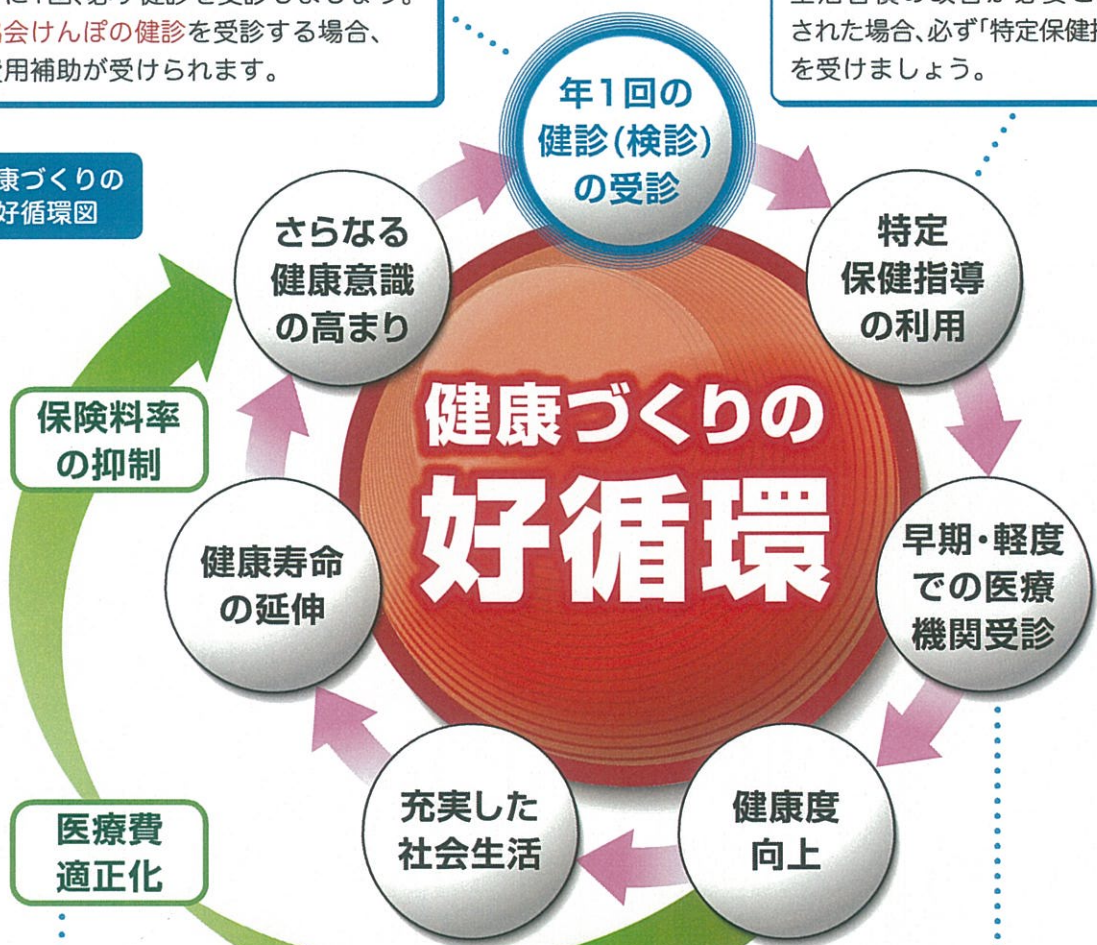 に1回、必ず健診を受診しましょう。
会けんぽの健診を受診する場合、
費用補助が受けられます。
された場合、必ず「特定保健指
を受けましょう。
康づくりの
好循環図
年1回の
健診(検診)
の受診
特定
保健指導
の利用
早期・軽度
での医療
機関受診
健康度
向上
充実した
社会生活
健康寿命
の延伸
さらなる
健康意識
の高まり
健康づくりの
好循環
保険料率
の抑制
医療費
適正化